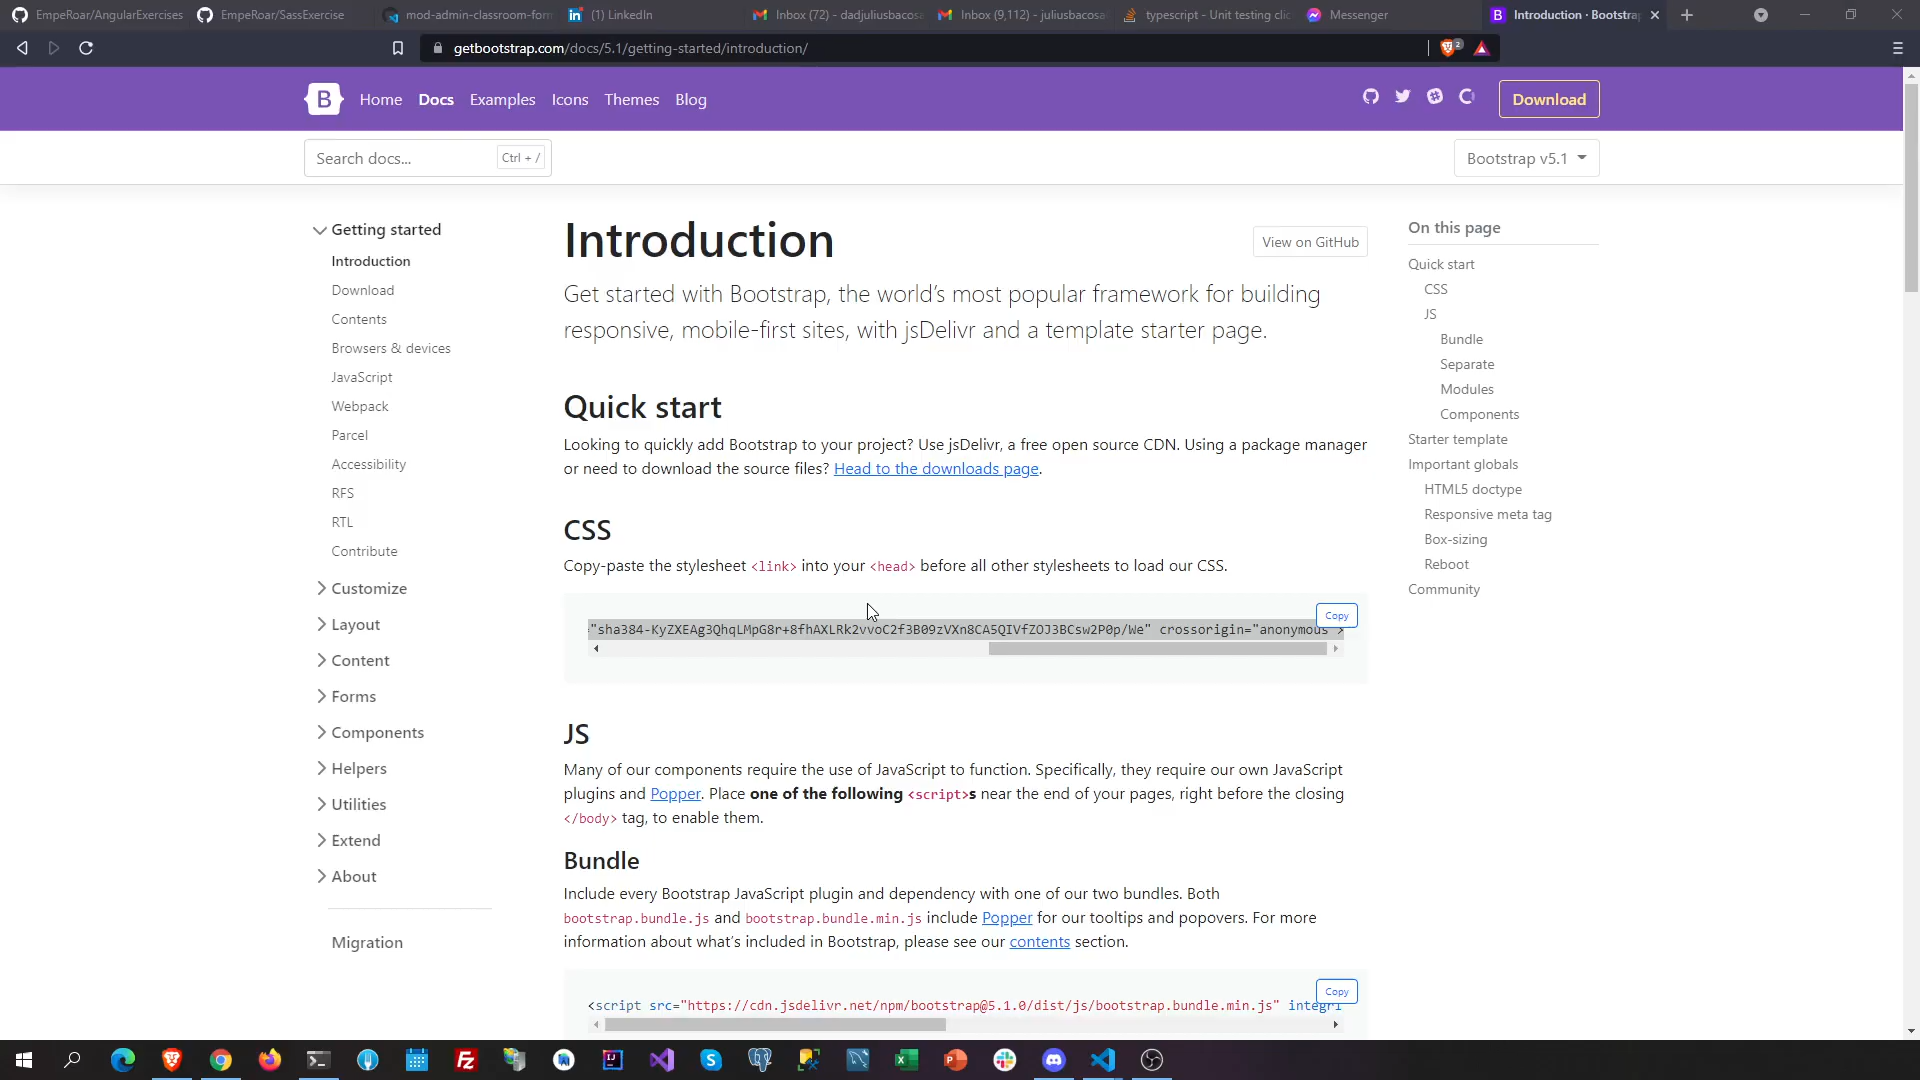 EmpeRoar/AngularExercises
EmpeRoar/SassExercise
mod-admin-classroom-form
(1) LinkedIn
Inbox (72) - dadjuliusbacosa
Inbox (9,112) - juliusbacosa
typescript - Unit testing clic
Messenger
Introduction · Bootstrap
getbootstrap.com/docs/5.1/getting-started/introduction/
2
B
Home
Docs
Examples
Icons
Themes
Blog
Download
Search docs...
Ctrl + /
Bootstrap v5.1
Getting started
Introduction
Download
Contents
Browsers & devices
JavaScript
Webpack
Parcel
Accessibility
RFS
RTL
Contribute
Customize
Layout
Content
Forms
Components
Helpers
Utilities
Extend
About
Migration
Introduction
View on GitHub
Get started with Bootstrap, the world’s most popular framework for building
responsive, mobile-first sites, with jsDelivr and a template starter page.
Quick start
Looking to quickly add Bootstrap to your project? Use jsDelivr, a free open source CDN. Using a package manager
or need to download the source files? Head to the downloads page.
CSS
Copy-paste the stylesheet <link> into your <head> before all other stylesheets to load our CSS.
Copy
="sha384-KyZXEAg3QhqLMpG8r+8fhAXLRk2vvoC2f3B09zVXn8CA5QIVfZOJ3BCsw2P0p/We" crossorigin="anonymous">
JS
Many of our components require the use of JavaScript to function. Specifically, they require our own JavaScript
plugins and Popper. Place one of the following <script>s near the end of your pages, right before the closing
</body> tag, to enable them.
Bundle
Include every Bootstrap JavaScript plugin and dependency with one of our two bundles. Both
bootstrap.bundle.js and bootstrap.bundle.min.js include Popper for our tooltips and popovers. For more
information about what’s included in Bootstrap, please see our contents section.
Copy
<script src="https://cdn.jsdelivr.net/npm/bootstrap@5.1.0/dist/js/bootstrap.bundle.min.js" integri
On this page
Quick start
CSS
JS
Bundle
Separate
Modules
Components
Starter template
Important globals
HTML5 doctype
Responsive meta tag
Box-sizing
Reboot
Community